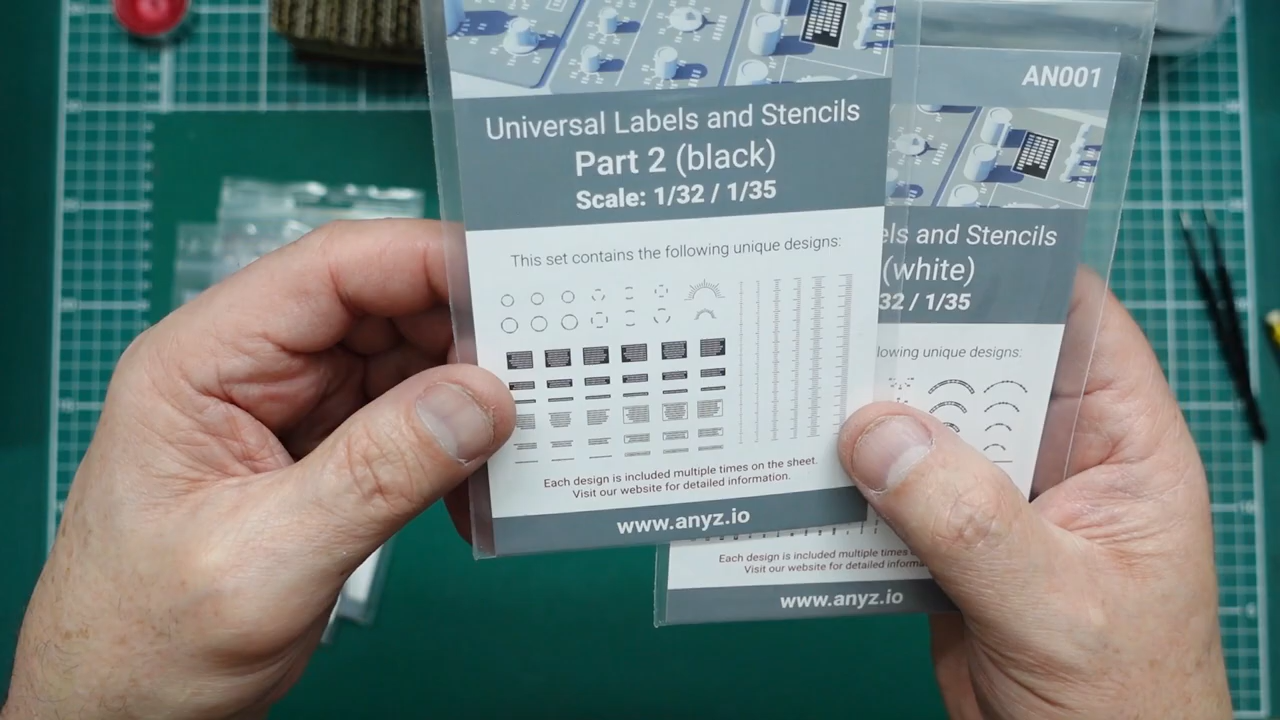 Universal Labels and Stencils
Part 2 (black)
Scale: 1/32 / 1/35
This set contains the following unique designs:
Each design is included multiple times on the sheet.
Visit our website for detailed information.
www.anyz.io
AN001
els and Stencils
(white)
32 / 1/35
lowing unique designs:
Each design is included multiple times
Visit our website for detailed informa
www.anyz.io